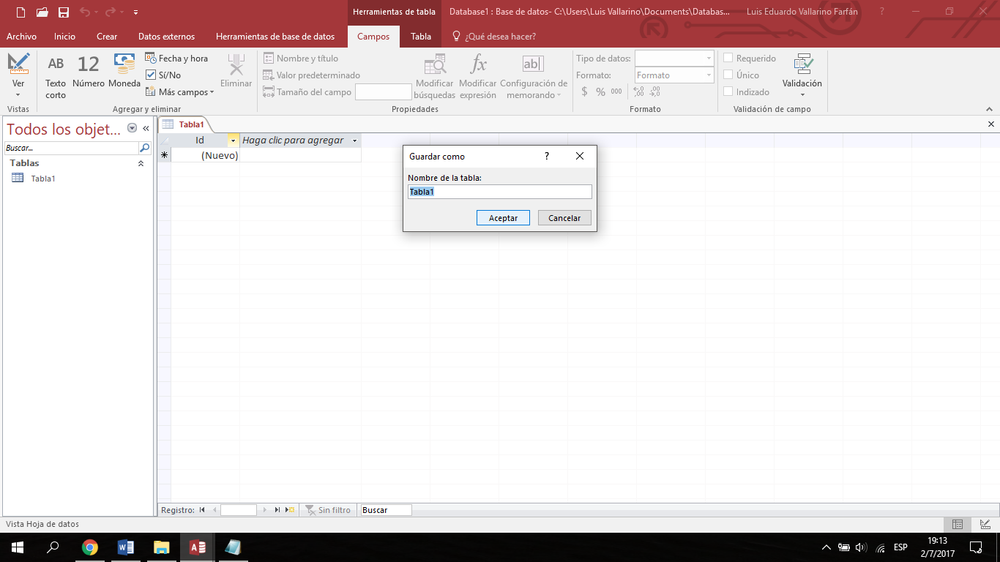 Herramientas de tabla
Database1 : Base de datos- C:\Users\Luis Vallarino\Documents\Databas...
Luis Eduardo Vallarino Farfán
?
Archivo
Inicio
Crear
Datos externos
Herramientas de base de datos
Campos
Tabla
¿Qué desea hacer?
Ver
AB
Texto
corto
12
Número
Moneda
Fecha y hora
Sí/No
Más campos
Eliminar
Agregar y eliminar
Vistas
Nombre y título
Valor predeterminado
Tamaño del campo
Modificar
búsquedas
fx
Modificar
expresión
ab|
Configuración de
memorando
Propiedades
Tipo de datos:
Formato:
Formato
$ % 000
,00
,00
Formato
Requerido
Único
Indizado
Validación
Validación de campo
Todos los objet... «
Buscar...
Tablas
Tabla1
Tabla1
Id
Haga clic para agregar
(Nuevo)
Guardar como
?
Nombre de la tabla:
Tabla1
Aceptar
Cancelar
Registro:
Sin filtro
Buscar
Vista Hoja de datos
ESP
19:13
2/7/2017